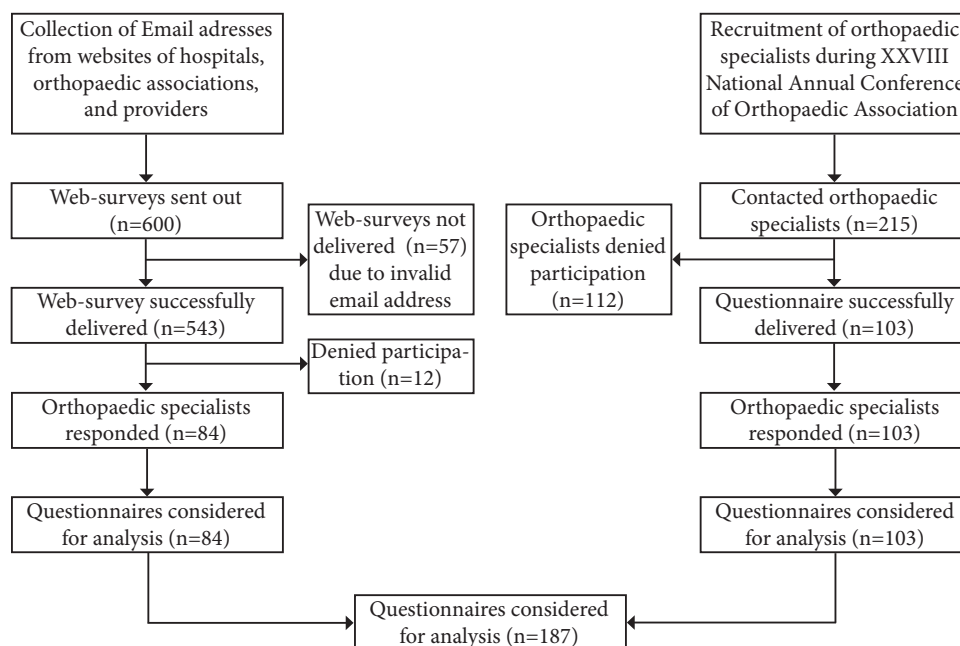 Collection of Email adresses
from websites of hospitals,
orthopaedic associations,
and providers
Recruitment of orthopaedic
specialists during XXVIII
National Annual Conference
of Orthopaedic Association
Web-surveys sent out
(n=600)
Web-surveys not
delivered (n=57)
due to invalid
email address
Orthopaedic
specialists denied
participation
(n=112)
Contacted orthopaedic
specialists (n=215)
Web-survey successfully
delivered (n=543)
Questionnaire successfully
delivered (n=103)
Denied participa-
tion (n=12)
Orthopaedic specialists
responded (n=84)
Orthopaedic specialists
responded (n=103)
Questionnaires considered
for analysis (n=84)
Questionnaires considered
for analysis (n=103)
Questionnaires considered
for analysis (n=187)